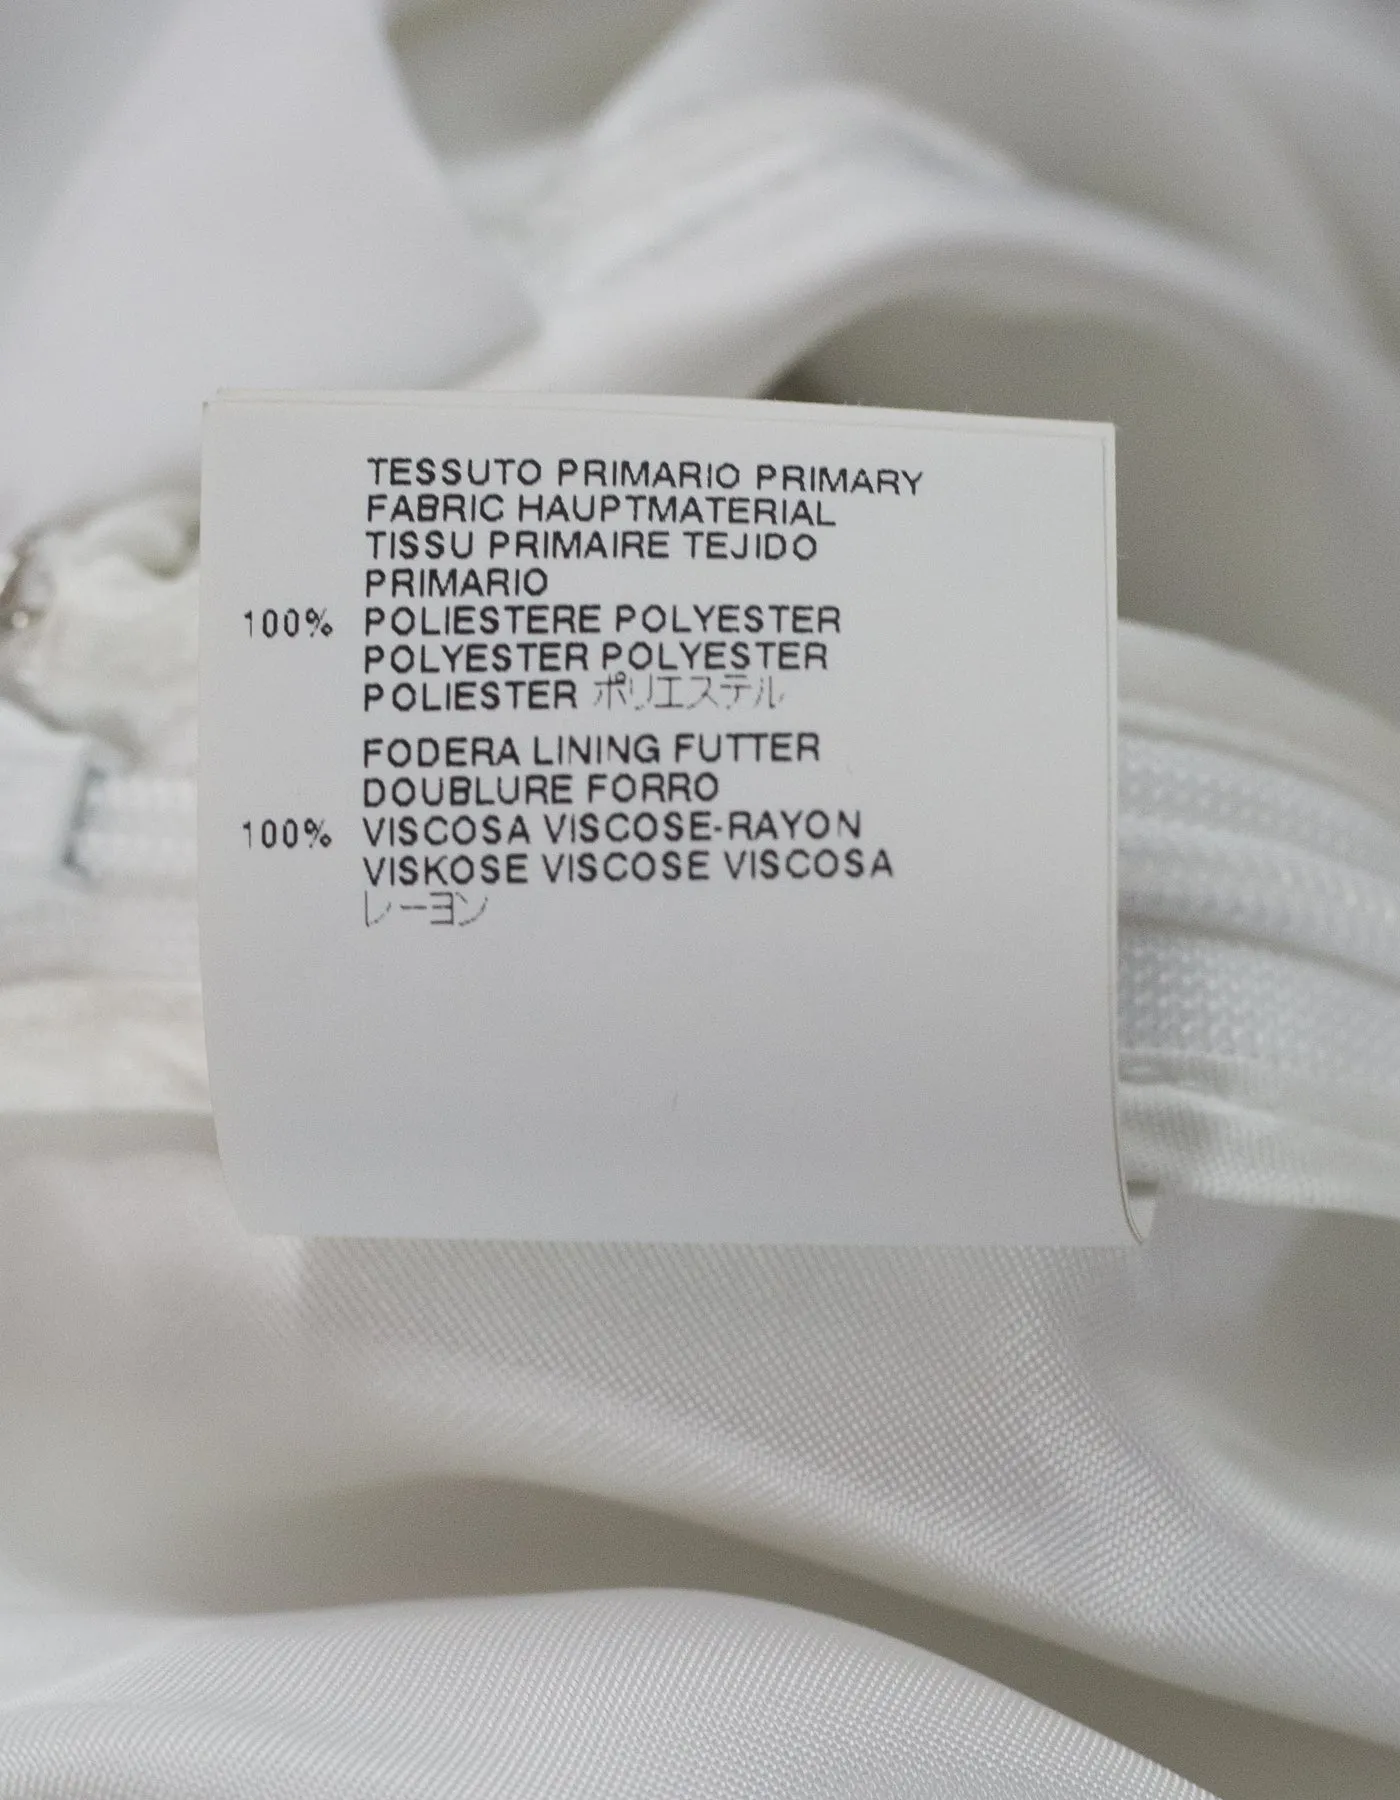 TESSUTO PRIMARIO PRIMARY
FABRIC HAUPTMATERIAL
TISSU PRIMAIRE TEJIDO
PRIMARIO
100% POLIESTERE POLYESTER
POLYESTER POLYESTER
POLIESTER ポリエステル
FODERA LINING FUTTER
DOUBLURE FORRO
100% VISCOSA VISCOSE-RAYON
VISKOSE VISCOSE VISCOSA
レーヨン